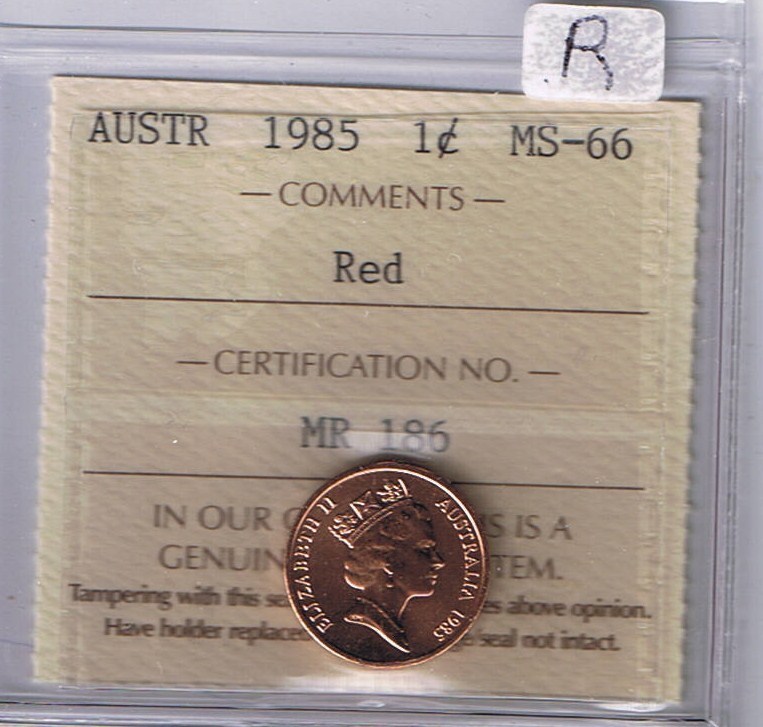 R
AUSTR 1985 1¢ MS-66
— COMMENTS —
Red
— CERTIFICATION NO. —
MR 186
IN OUR S IS A
GENUIN TEM.
Tampering with this se es above opinion.
Have holder replace seal not intact.
ELIZABETH II AUSTRALIA 1985